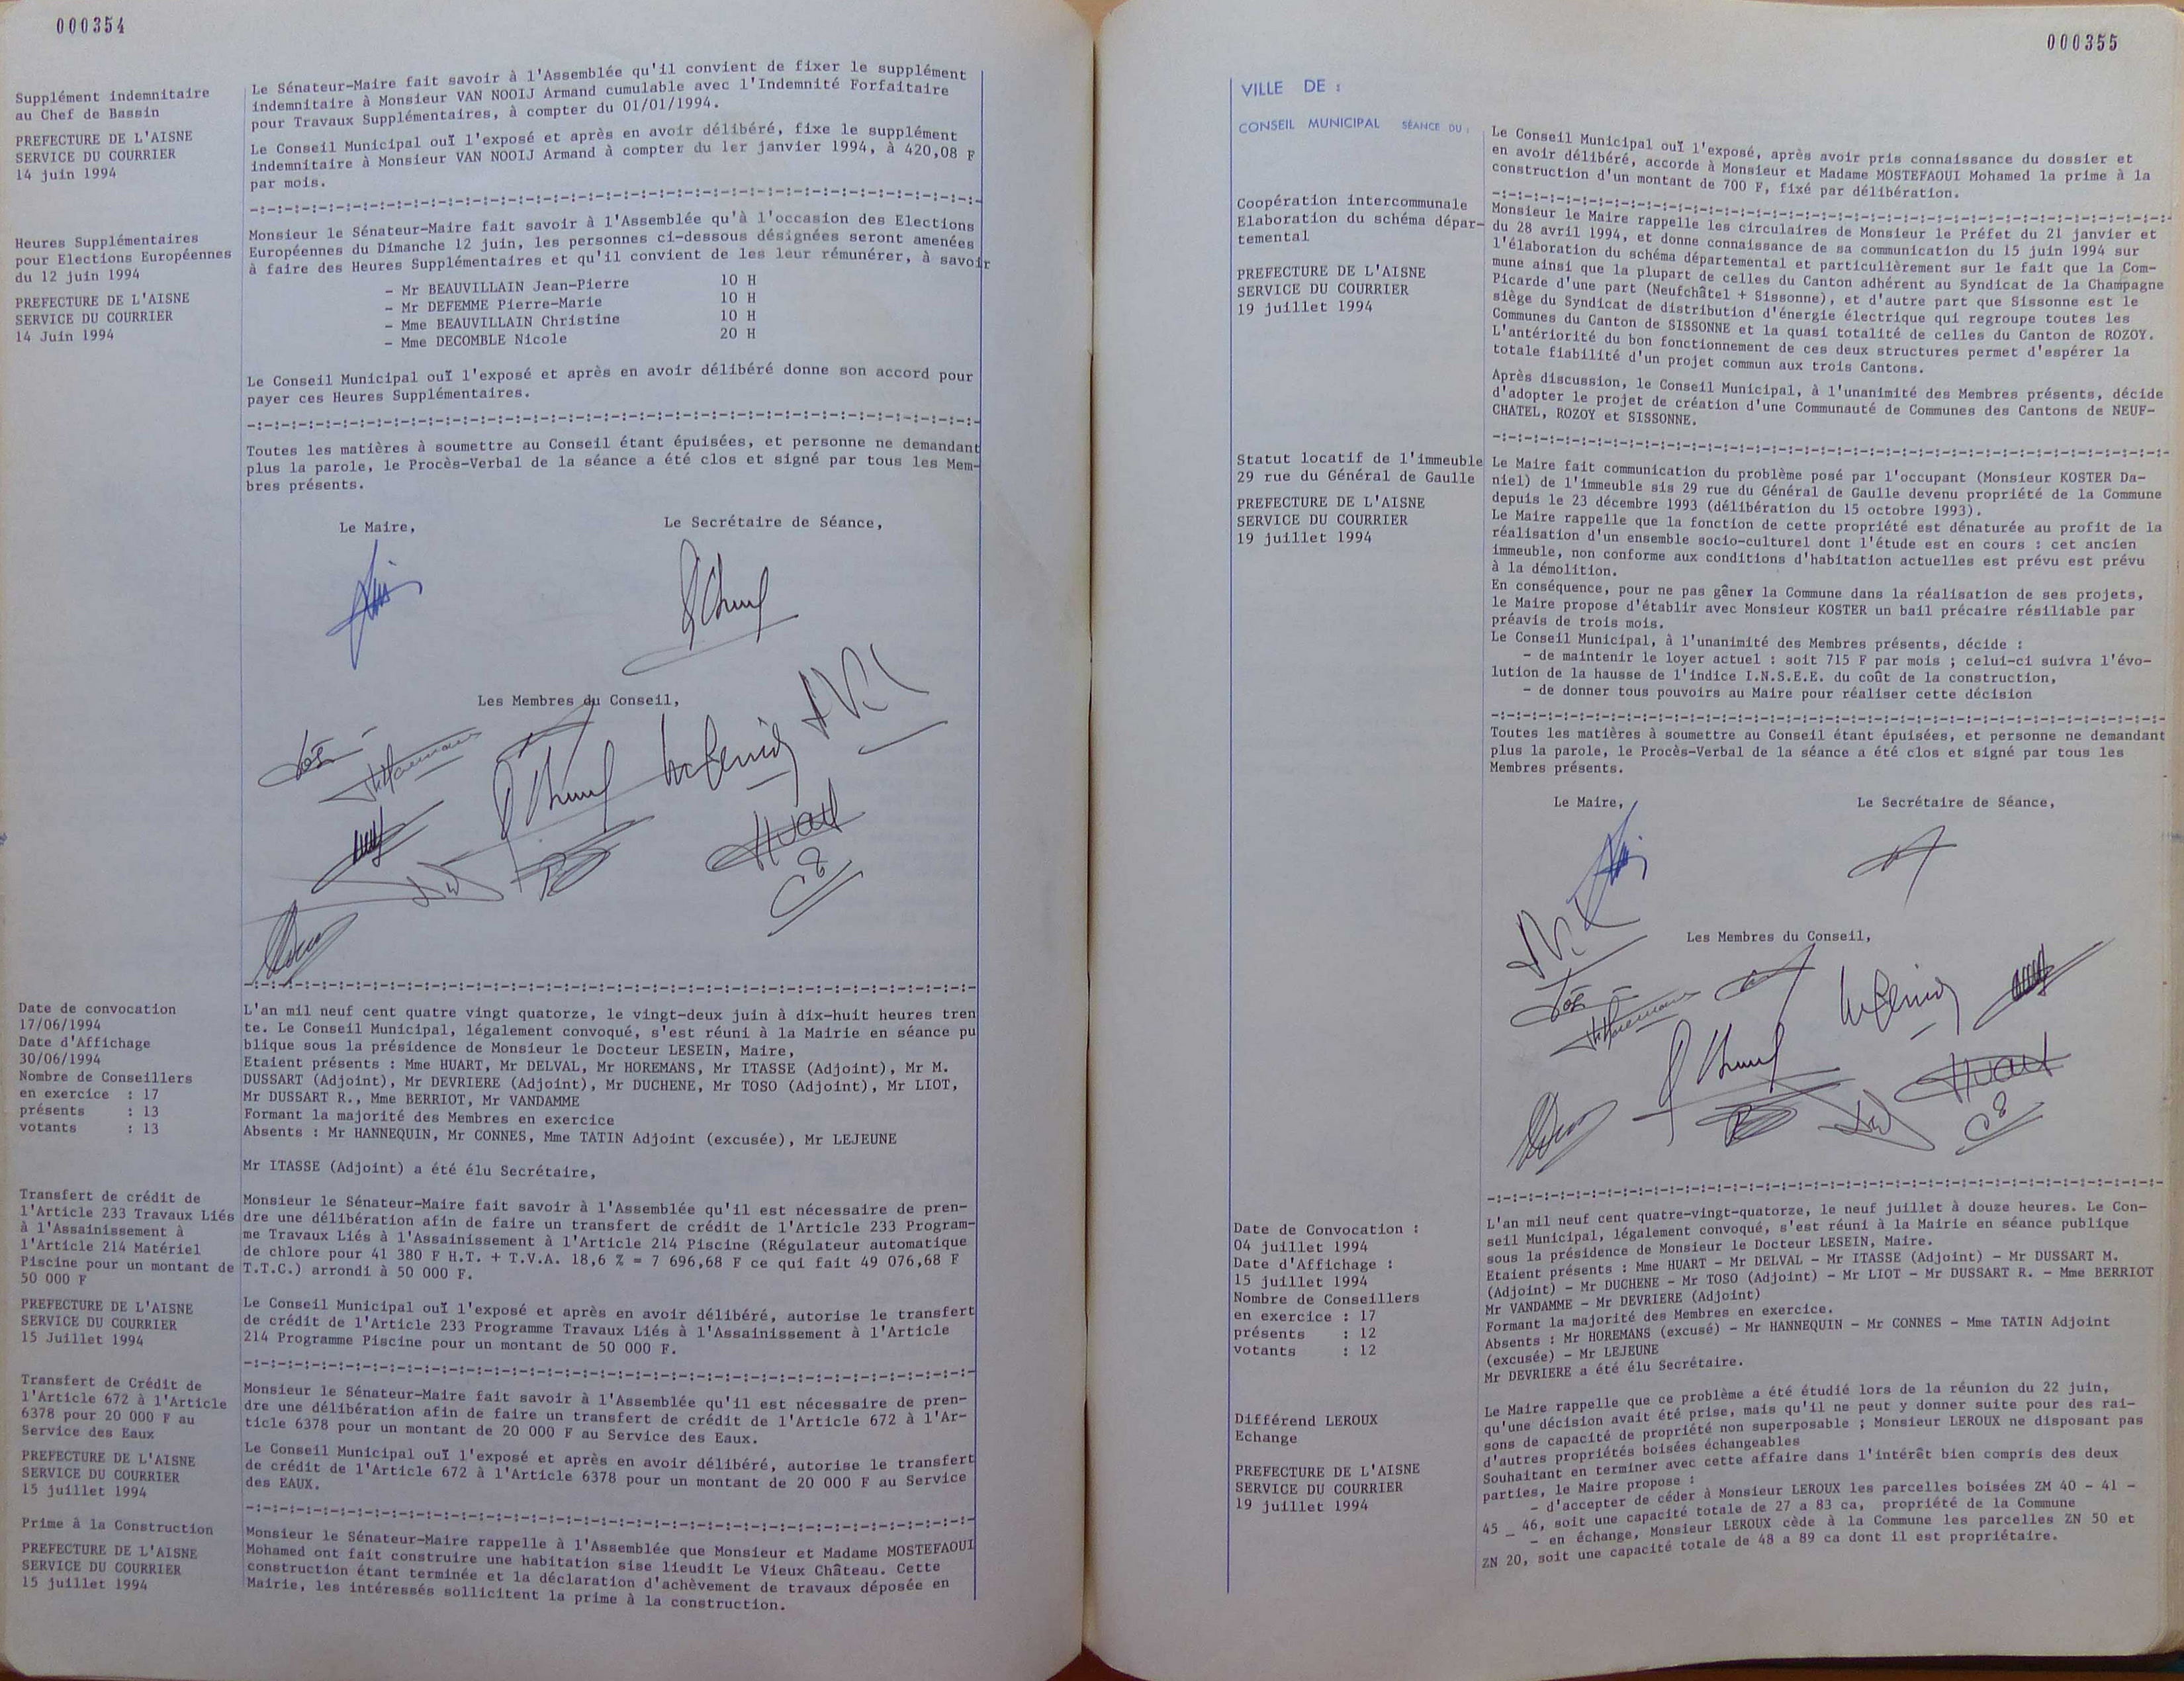 000354
Supplément indemnitaire
au Chef de Bassin
PREFECTURE DE L'AISNE
SERVICE DU COURRIER
14 juin 1994
Le Sénateur-Maire fait savoir à l'Assemblée qu'il convient de fixer le supplément
indemnitaire à Monsieur VAN NOOIJ Armand cumulable avec l'Indemnité Forfaitaire
pour Travaux Supplémentaires, à compter du 01/01/1994.
Le Conseil Municipal ouï l'exposé et après en avoir délibéré, fixe le supplément
indemnitaire à Monsieur VAN NOOIJ Armand à compter du 1er janvier 1994, à 420,08 F
par mois.
Heures Supplémentaires
pour Elections Européennes
du 12 juin 1994
PREFECTURE DE L'AISNE
SERVICE DU COURRIER
14 Juin 1994
Monsieur le Sénateur-Maire fait savoir à l'Assemblée qu'à l'occasion des Elections
Européennes du Dimanche 12 juin, les personnes ci-dessous désignées seront amenées
à faire des Heures Supplémentaires et qu'il convient de les leur rémunérer, à savoir
- Mr BEAUVILLAIN Jean-Pierre 10 H
- Mr DEFEMME Pierre-Marie 10 H
- Mme BEAUVILLAIN Christine 10 H
- Mme DECOMBLE Nicole 20 H
Le Conseil Municipal ouï l'exposé et après en avoir délibéré donne son accord pour
payer ces Heures Supplémentaires.
Toutes les matières à soumettre au Conseil étant épuisées, et personne ne demandant
plus la parole, le Procès-Verbal de la séance a été clos et signé par tous les Mem-
bres présents.
Le Maire, Le Secrétaire de Séance,
Les Membres du Conseil,
Date de convocation
17/06/1994
Date d'Affichage
30/06/1994
Nombre de Conseillers
en exercice : 17
présents : 13
votants : 13
L'an mil neuf cent quatre vingt quatorze, le vingt-deux juin à dix-huit heures tren
te. Le Conseil Municipal, légalement convoqué, s'est réuni à la Mairie en séance pu
blique sous la présidence de Monsieur le Docteur LESEIN, Maire,
Etaient présents : Mme HUART, Mr DELVAL, Mr HOREMANS, Mr ITASSE (Adjoint), Mr M.
DUSSART (Adjoint), Mr DEVRIERE (Adjoint), Mr DUCHENE, Mr TOSO (Adjoint), Mr LIOT,
Mr DUSSART R., Mme BERRIOT, Mr VANDAMME
Formant la majorité des Membres en exercice
Absents : Mr HANNEQUIN, Mr CONNES, Mme TATIN Adjoint (excusée), Mr LEJEUNE
Mr ITASSE (Adjoint) a été élu Secrétaire,
Transfert de crédit de
l'Article 233 Travaux Liés
à l'Assainissement à
l'Article 214 Matériel
Piscine pour un montant de
50 000 F
PREFECTURE DE L'AISNE
SERVICE DU COURRIER
15 Juillet 1994
Monsieur le Sénateur-Maire fait savoir à l'Assemblée qu'il est nécessaire de pren-
dre une délibération afin de faire un transfert de crédit de l'Article 233 Program-
me Travaux Liés à l'Assainissement à l'Article 214 Piscine (Régulateur automatique
de chlore pour 41 380 F H.T. + T.V.A. 18,6 % = 7 696,68 F ce qui fait 49 076,68 F
T.T.C.) arrondi à 50 000 F.
Le Conseil Municipal ouï l'exposé et après en avoir délibéré, autorise le transfert
de crédit de l'Article 233 Programme Travaux Liés à l'Assainissement à l'Article
214 Programme Piscine pour un montant de 50 000 F.
Transfert de Crédit de
l'Article 672 à l'Article
6378 pour 20 000 F au
Service des Eaux
PREFECTURE DE L'AISNE
SERVICE DU COURRIER
15 juillet 1994
Monsieur le Sénateur-Maire fait savoir à l'Assemblée qu'il est nécessaire de pren-
dre une délibération afin de faire un transfert de crédit de l'Article 672 à l'Ar-
ticle 6378 pour un montant de 20 000 F au Service des Eaux.
Le Conseil Municipal ouï l'exposé et après en avoir délibéré, autorise le transfert
de crédit de l'Article 672 à l'Article 6378 pour un montant de 20 000 F au Service
des EAUX.
Prime à la Construction
PREFECTURE DE L'AISNE
SERVICE DU COURRIER
15 juillet 1994
Monsieur le Sénateur-Maire rappelle à l'Assemblée que Monsieur et Madame MOSTEFAOUI
Mohamed ont fait construire une habitation sise lieudit Le Vieux Château. Cette
construction étant terminée et la déclaration d'achèvement de travaux déposée en
Mairie, les intéressés sollicitent la prime à la construction.
000355
VILLE DE :
CONSEIL MUNICIPAL SÉANCE DU :
Le Conseil Municipal ouï l'exposé, après avoir pris connaissance du dossier et
en avoir délibéré, accorde à Monsieur et Madame MOSTEFAOUI Mohamed la prime à la
construction d'un montant de 700 F, fixé par délibération.
Coopération intercommunale
Elaboration du schéma dépar-
temental
PREFECTURE DE L'AISNE
SERVICE DU COURRIER
19 juillet 1994
Monsieur le Maire rappelle les circulaires de Monsieur le Préfet du 21 janvier et
du 28 avril 1994, et donne connaissance de sa communication du 15 juin 1994 sur
l'élaboration du schéma départemental et particulièrement sur le fait que la Com-
mune ainsi que la plupart de celles du Canton adhérent au Syndicat de la Champagne
Picarde d'une part (Neufchâtel + Sissonne), et d'autre part que Sissonne est le
siège du Syndicat de distribution d'énergie électrique qui regroupe toutes les
Communes du Canton de SISSONNE et la quasi totalité de celles du Canton de ROZOY.
L'antériorité du bon fonctionnement de ces deux structures permet d'espérer la
totale fiabilité d'un projet commun aux trois Cantons.
Après discussion, le Conseil Municipal, à l'unanimité des Membres présents, décide
d'adopter le projet de création d'une Communauté de Communes des Cantons de NEUF-
CHATEL, ROZOY et SISSONNE.
Statut locatif de l'immeuble
29 rue du Général de Gaulle
PREFECTURE DE L'AISNE
SERVICE DU COURRIER
19 juillet 1994
Le Maire fait communication du problème posé par l'occupant (Monsieur KOSTER Da-
niel) de l'immeuble sis 29 rue du Général de Gaulle devenu propriété de la Commune
depuis le 23 décembre 1993 (délibération du 15 octobre 1993).
Le Maire rappelle que la fonction de cette propriété est dénaturée au profit de la
réalisation d'un ensemble socio-culturel dont l'étude est en cours : cet ancien
immeuble, non conforme aux conditions d'habitation actuelles est prévu est prévu
à la démolition.
En conséquence, pour ne pas gêner la Commune dans la réalisation de ses projets,
le Maire propose d'établir avec Monsieur KOSTER un bail précaire résiliable par
préavis de trois mois.
Le Conseil Municipal, à l'unanimité des Membres présents, décide :
- de maintenir le loyer actuel : soit 715 F par mois ; celui-ci suivra l'évo-
lution de la hausse de l'indice I.N.S.E.E. du coût de la construction,
- de donner tous pouvoirs au Maire pour réaliser cette décision
Toutes les matières à soumettre au Conseil étant épuisées, et personne ne demandant
plus la parole, le Procès-Verbal de la séance a été clos et signé par tous les
Membres présents.
Le Maire, Le Secrétaire de Séance,
Les Membres du Conseil,
Date de Convocation :
04 juillet 1994
Date d'Affichage :
15 juillet 1994
Nombre de Conseillers
en exercice : 17
présents : 12
votants : 12
L'an mil neuf cent quatre-vingt-quatorze, le neuf juillet à douze heures. Le Con-
seil Municipal, légalement convoqué, s'est réuni à la Mairie en séance publique
sous la présidence de Monsieur le Docteur LESEIN, Maire.
Etaient présents : Mme HUART - Mr DELVAL - Mr ITASSE (Adjoint) - Mr DUSSART M.
(Adjoint) - Mr DUCHENE - Mr TOSO (Adjoint) - Mr LIOT - Mr DUSSART R. - Mme BERRIOT
Mr VANDAMME - Mr DEVRIERE (Adjoint)
Formant la majorité des Membres en exercice.
Absents : Mr HOREMANS (excusé) - Mr HANNEQUIN - Mr CONNES - Mme TATIN Adjoint
(excusée) - Mr LEJEUNE
Mr DEVRIERE a été élu Secrétaire.
Différend LEROUX
Echange
PREFECTURE DE L'AISNE
SERVICE DU COURRIER
19 juillet 1994
Le Maire rappelle que ce problème a été étudié lors de la réunion du 22 juin,
qu'une décision avait été prise, mais qu'il ne peut y donner suite pour des rai-
sons de capacité de propriété non superposable ; Monsieur LEROUX ne disposant pas
d'autres propriétés boisées échangeables
Souhaitant en terminer avec cette affaire dans l'intérêt bien compris des deux
parties, le Maire propose :
- d'accepter de céder à Monsieur LEROUX les parcelles boisées ZM 40 - 41 -
45 _ 46, soit une capacité totale de 27 a 83 ca, propriété de la Commune
- en échange, Monsieur LEROUX cède à la Commune les parcelles ZN 50 et
ZN 20, soit une capacité totale de 48 a 89 ca dont il est propriétaire.